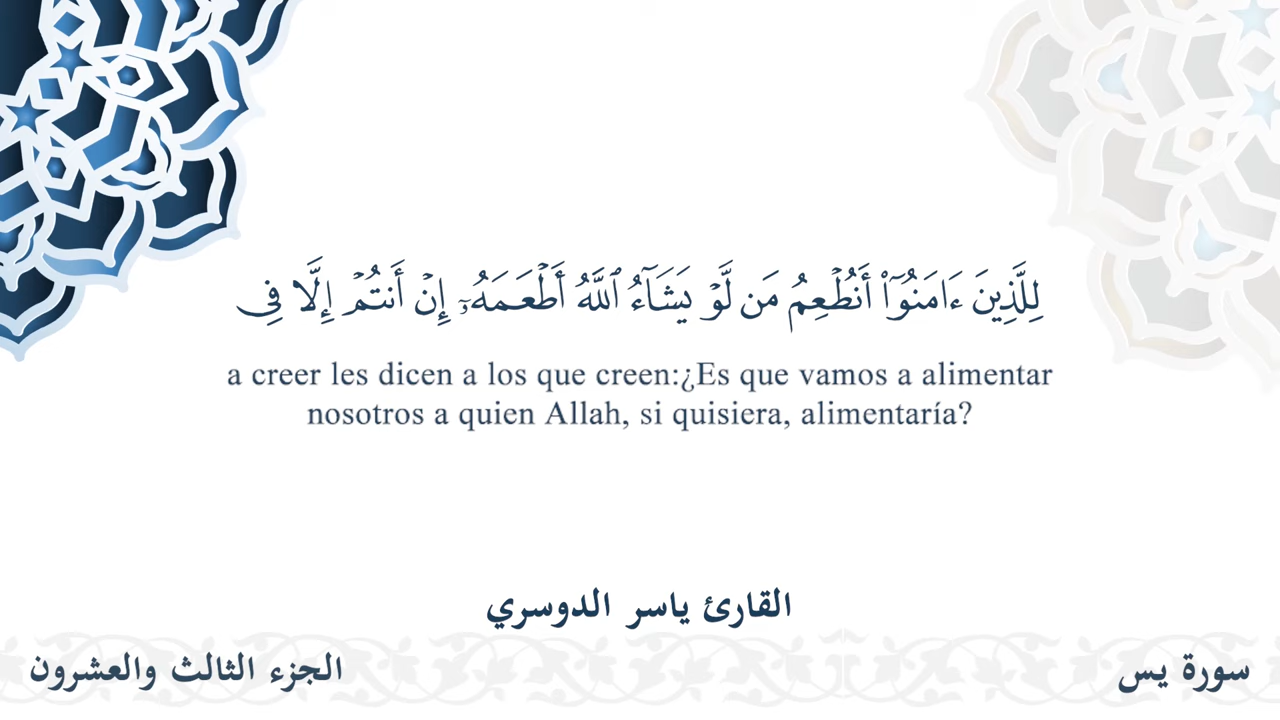 لِلَّذِينَ ءَامَنُوٓا۟ أَنُطْعِمُ مَن لَّوْ يَشَآءُ ٱللَّهُ أَطْعَمَهُۥٓ إِنْ أَنتُمْ إِلَّا فِى
a creer les dicen a los que creen:¿Es que vamos a alimentar
nosotros a quien Allah, si quisiera, alimentaría?
القارئ ياسر الدوسري
سورة يس
الجزء الثالث والعشرون